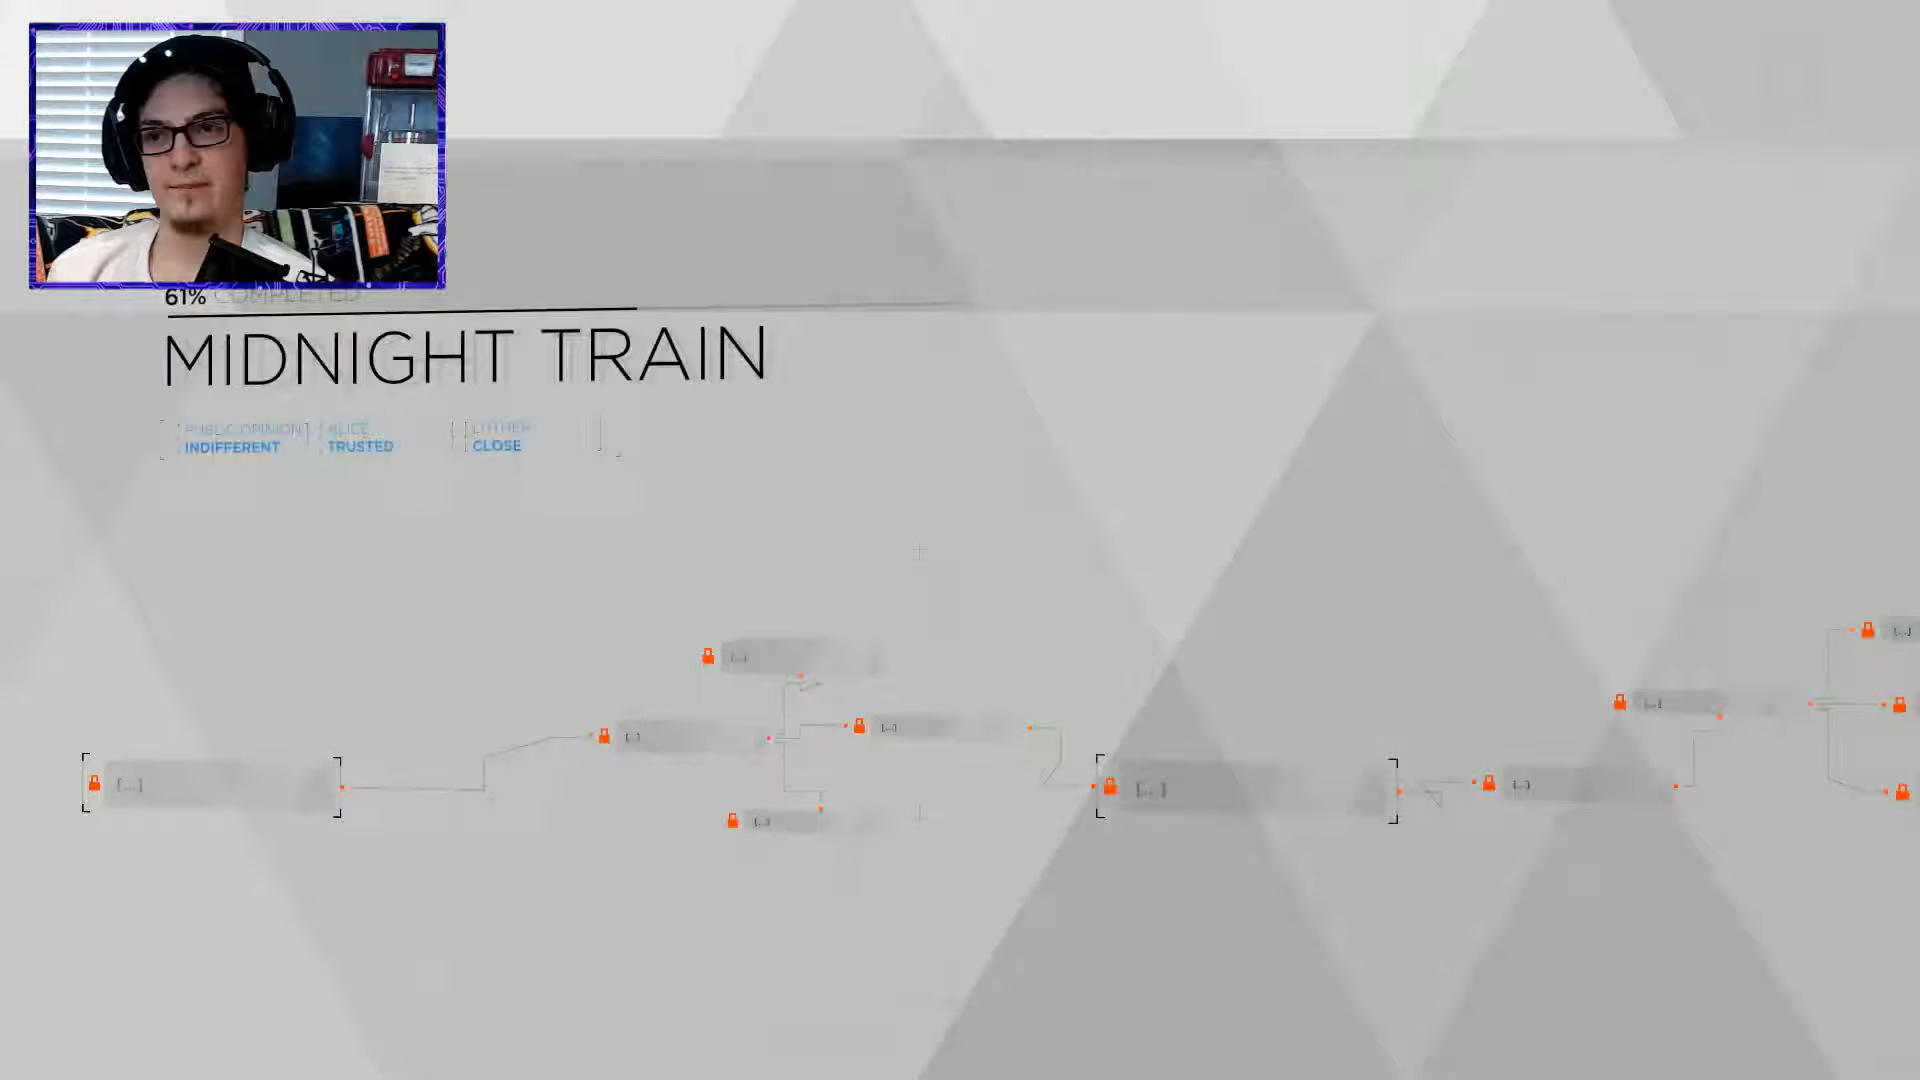 61% COMPLETED
MIDNIGHT TRAIN
PUBLIC OPINION ALICE LUTHER
INDIFFERENT TRUSTED CLOSE
[...]
[...]
[...]
[...]
[...]
[...]
[...]
[...]
[...]